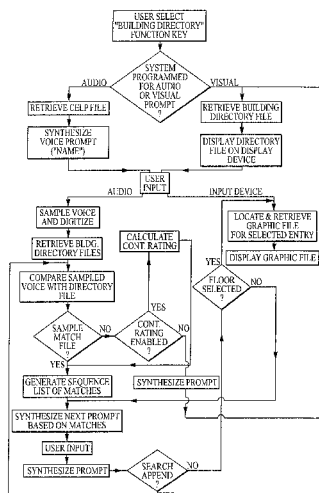 USER SELECT
"BUILDING DIRECTORY"
FUNCTION KEY
SYSTEM
PROGRAMMED
FOR AUDIO
OR VISUAL
PROMPT
?
AUDIO
VISUAL
RETRIEVE CELP FILE
SYNTHESIZE
VOICE PROMPT
("NAME")
RETRIEVE BUILDING
DIRECTORY FILE
DISPLAY DIRECTORY
FILE ON DISPLAY
DEVICE
USER
INPUT
AUDIO
INPUT DEVICE
SAMPLE VOICE
AND DIGITIZE
RETRIEVE BLDG.
DIRECTORY FILES
COMPARE SAMPLED
VOICE WITH DIRECTORY
FILE
CALCULATE
CONT. RATING
LOCATE & RETRIEVE
GRAPHIC FILE
FOR SELECTED ENTRY
DISPLAY GRAPHIC FILE
YES
FLOOR
SELECTED
?
NO
SAMPLE
MATCH
FILE
?
NO
YES
YES
CONT.
RATING
ENABLED
?
NO
GENERATE SEQUENCE
LIST OF MATCHES
SYNTHESIZE PROMPT
SYNTHESIZE NEXT PROMPT
BASED ON MATCHES
USER INPUT
SYNTHESIZE PROMPT
SEARCH
APPEND
?
NO